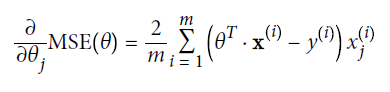 ∂/∂θ_j MSE(θ) = 2/m ∑_{i=1}^{m} (θ^T · 𝐱^(i) – y^(i)) x_j^(i)